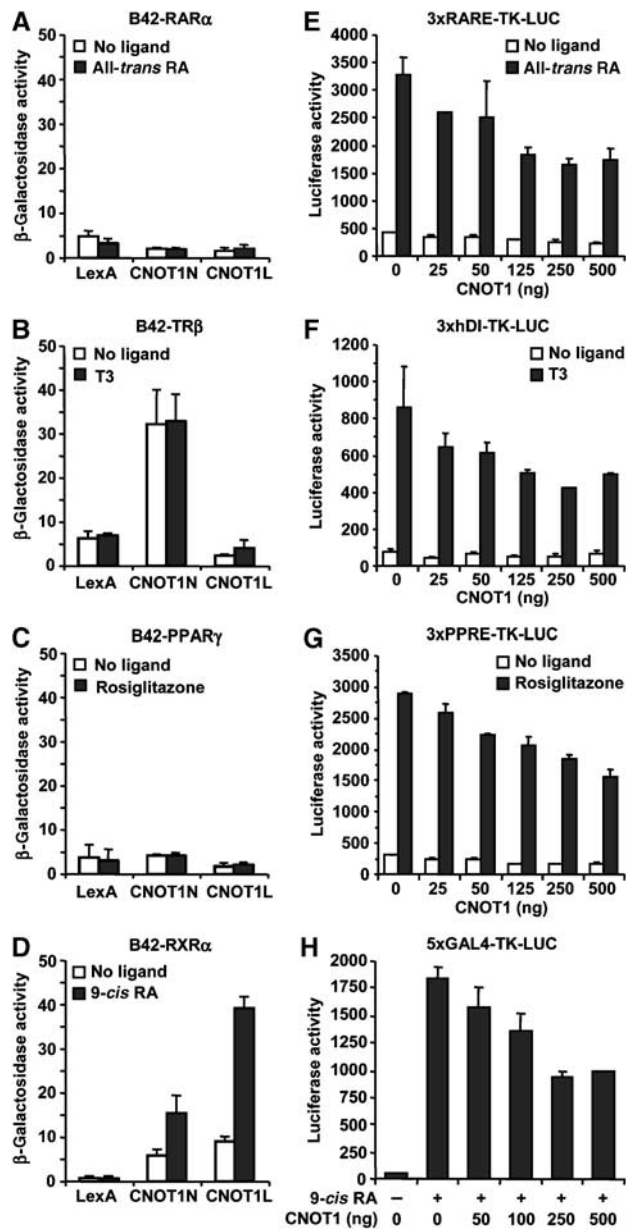 A B42-RARα
No ligand
All-trans RA
β-Galactosidase activity
50
40
30
20
10
0
LexA CNOT1N CNOT1L
E 3xRARE-TK-LUC
No ligand
All-trans RA
Luciferase activity
4000
3500
3000
2500
2000
1500
1000
500
0
0 25 50 125 250 500
CNOT1 (ng)
B B42-TRβ
No ligand
T3
β-Glactosidase activity
50
40
30
20
10
0
LexA CNOT1N CNOT1L
F 3xhDI-TK-LUC
No ligand
T3
Luciferase activity
1200
1000
800
600
400
200
0
0 25 50 125 250 500
CNOT1 (ng)
C B42-PPARγ
No ligand
Rosiglitazone
β-Galactosidase activity
50
40
30
20
10
0
LexA CNOT1N CNOT1L
G 3xPPRE-TK-LUC
No ligand
Rosiglitazone
Luciferase activity
3500
3000
2500
2000
1500
1000
500
0
0 25 50 125 250 500
CNOT1 (ng)
D B42-RXRα
No ligand
9-cis RA
β-Galactosidase activity
50
40
30
20
10
0
LexA CNOT1N CNOT1L
H 5xGAL4-TK-LUC
Luciferase activity
2000
1750
1500
1250
1000
750
500
250
0
9-cis RA – + + + + +
CNOT1 (ng) 0 0 50 100 250 500